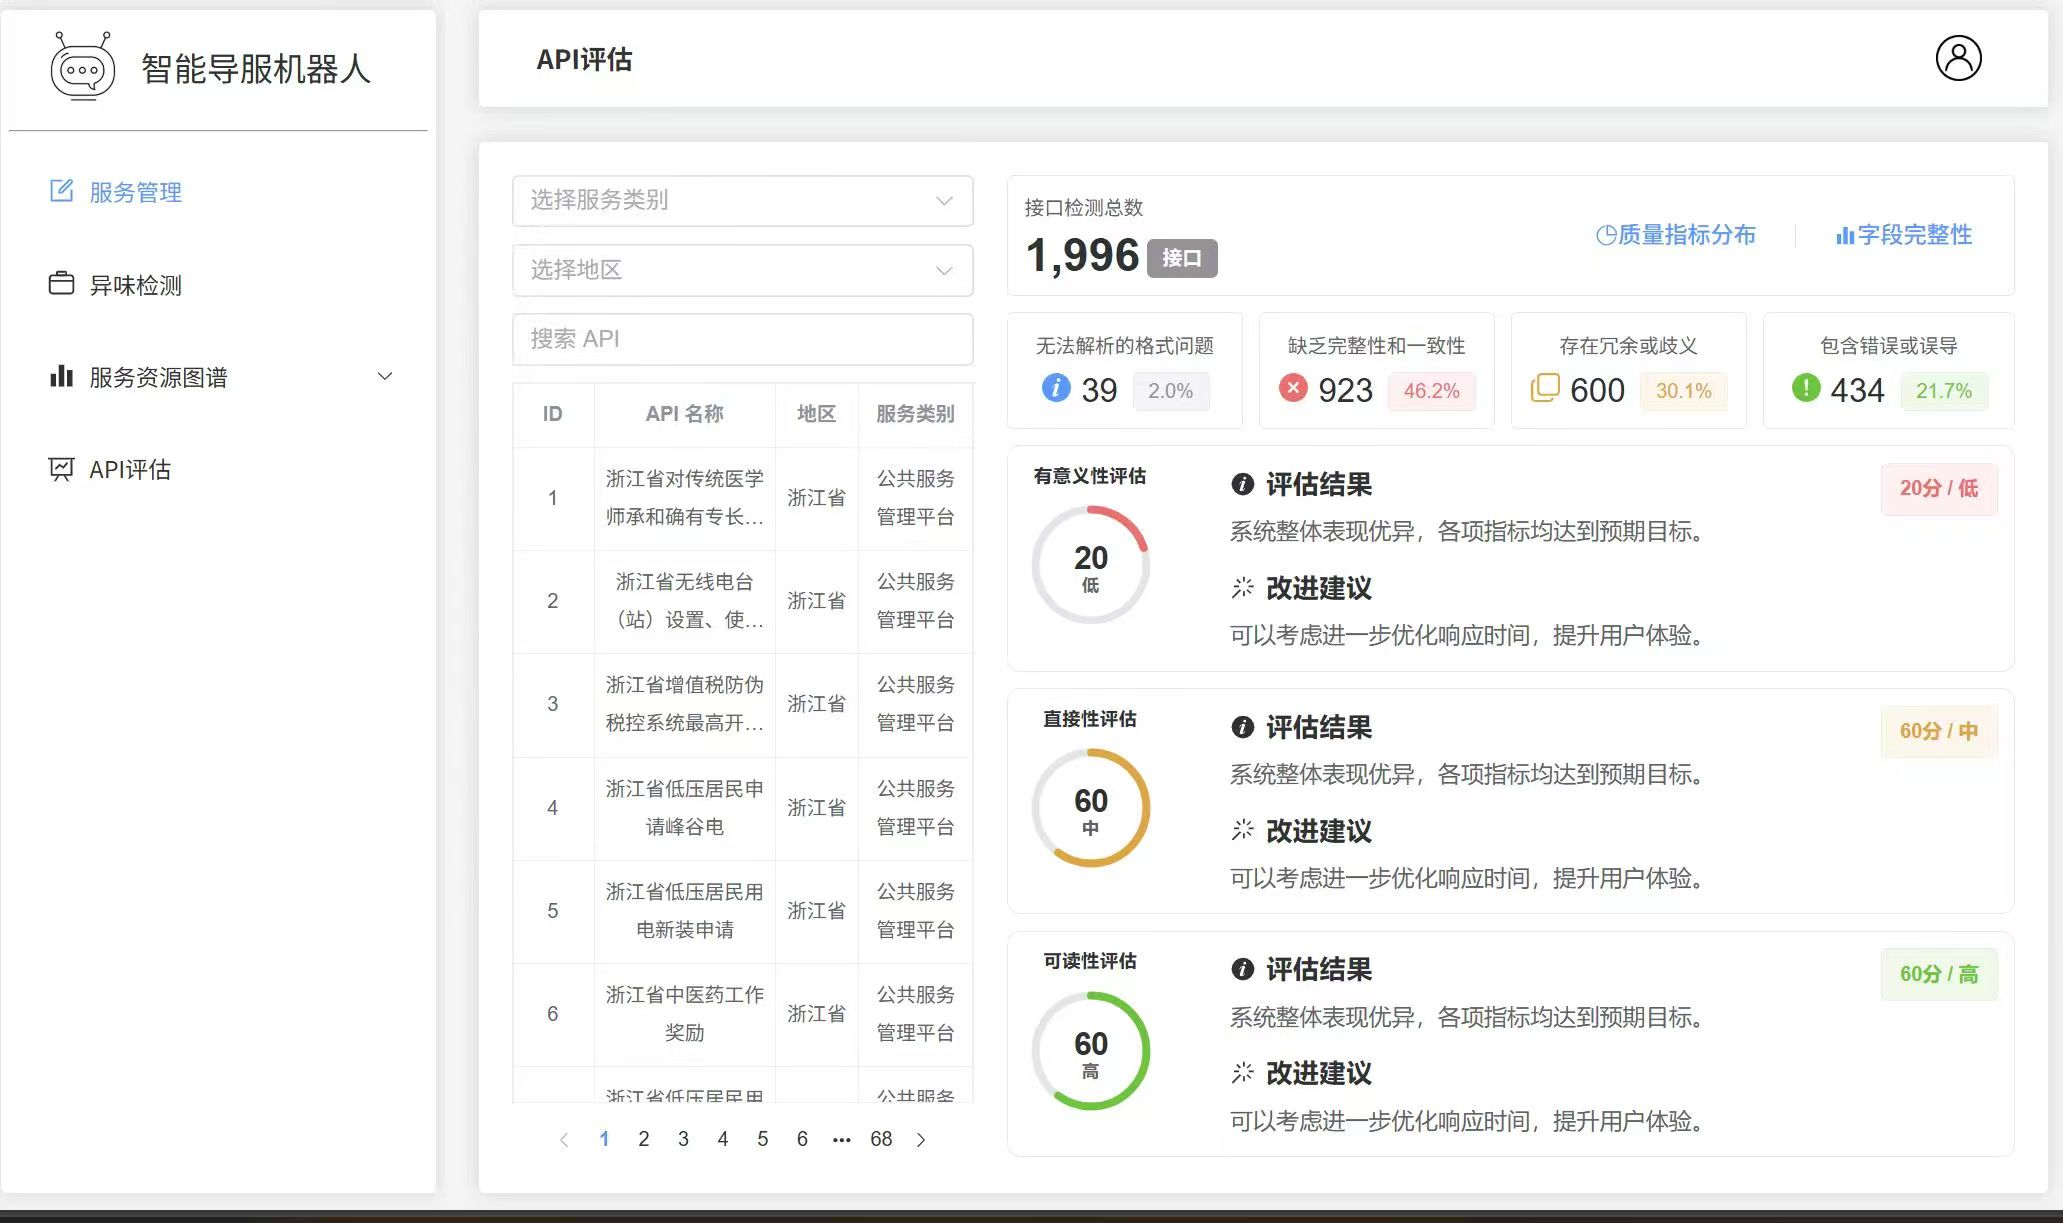 智能导服机器人
服务管理
异味检测
服务资源图谱
API评估
API评估
选择服务类别
选择地区
搜索 API
ID API 名称 地区 服务类别
1 浙江省对传统医学师承和确有专长... 浙江省 公共服务管理平台
2 浙江省无线电台（站）设置、使... 浙江省 公共服务管理平台
3 浙江省增值税防伪税控系统最高开... 浙江省 公共服务管理平台
4 浙江省低压居民申请峰谷电 浙江省 公共服务管理平台
5 浙江省低压居民用电新装申请 浙江省 公共服务管理平台
6 浙江省中医药工作奖励 浙江省 公共服务管理平台
浙江省低压居民用 公共服务
1 2 3 4 5 6 ••• 68
接口检测总数
1,996 接口
质量指标分布
字段完整性
无法解析的格式问题
39 2.0%
缺乏完整性和一致性
923 46.2%
存在冗余或歧义
600 30.1%
包含错误或误导
434 21.7%
有意义性评估
20
低
评估结果
20分 / 低
系统整体表现优异，各项指标均达到预期目标。
改进建议
可以考虑进一步优化响应时间，提升用户体验。
直接性评估
60
中
评估结果
60分 / 中
系统整体表现优异，各项指标均达到预期目标。
改进建议
可以考虑进一步优化响应时间，提升用户体验。
可读性评估
60
高
评估结果
60分 / 高
系统整体表现优异，各项指标均达到预期目标。
改进建议
可以考虑进一步优化响应时间，提升用户体验。